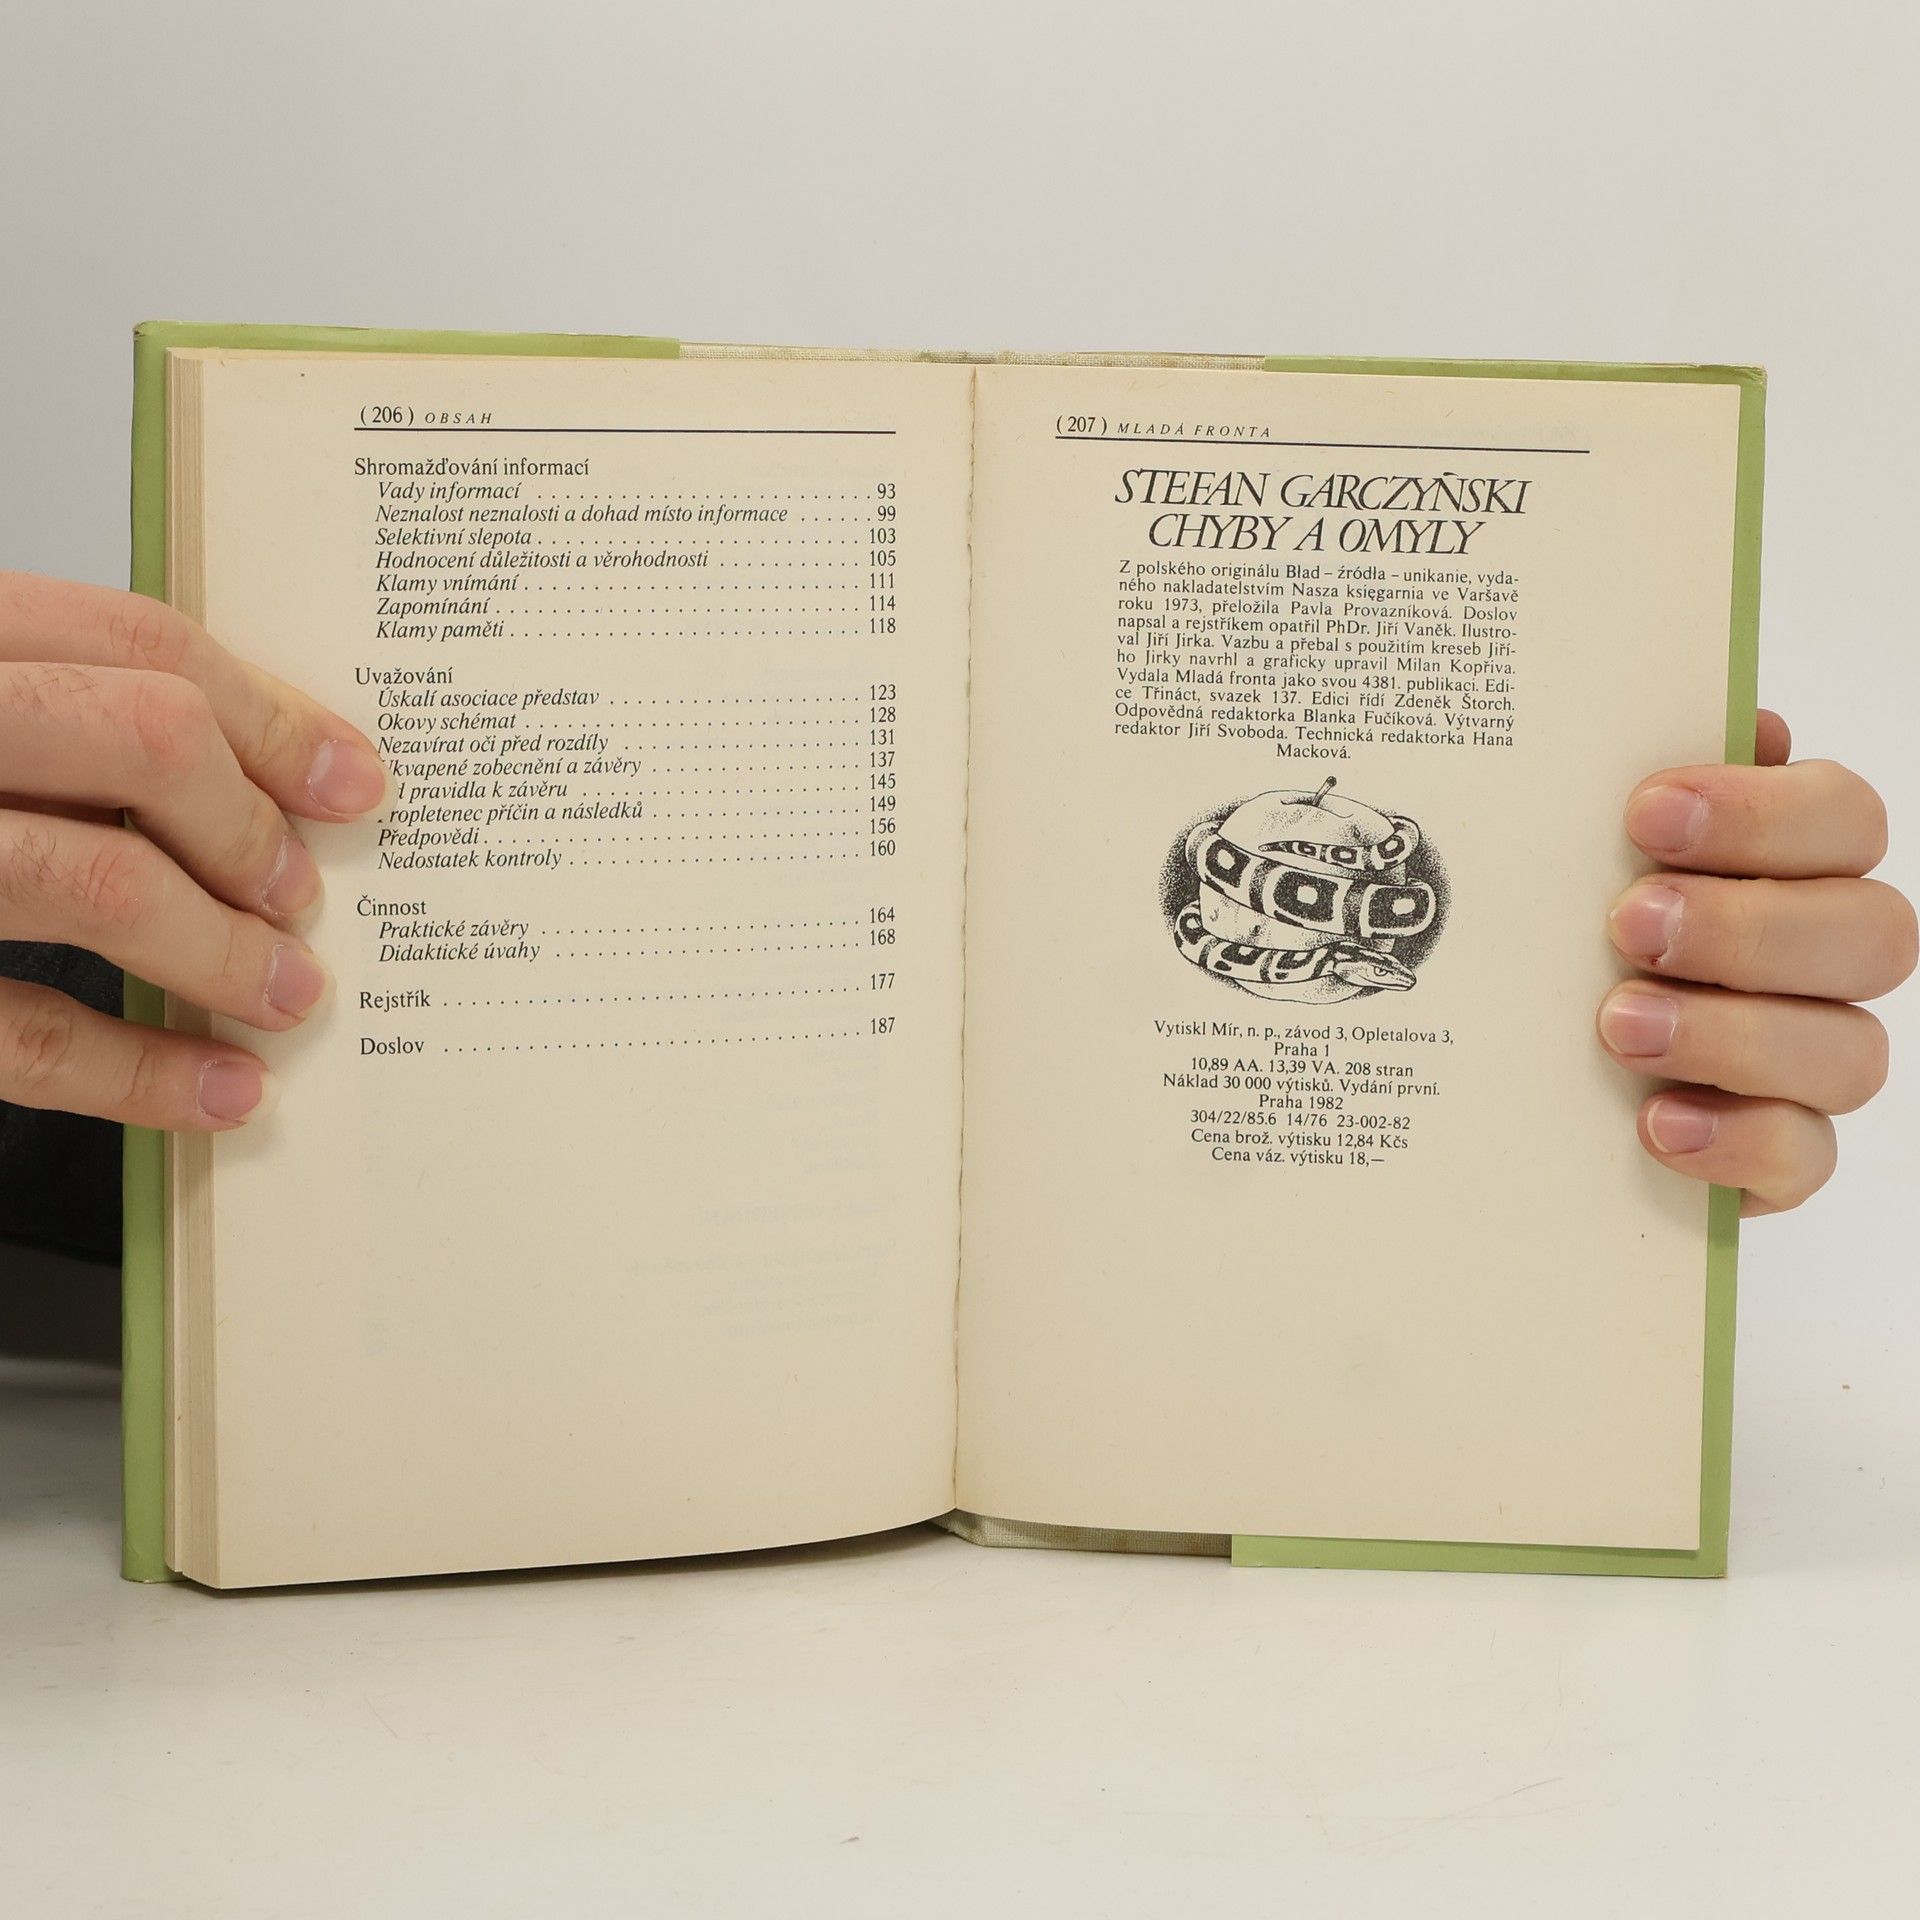 (206) OBSAH
Shromažďování informací
Vady informací . . . . . . . . . . . . . . . . . . . . . . . . . . . . 93
Neznalost neznalosti a dohad místo informace . . . . . . 99
Selektivní slepota . . . . . . . . . . . . . . . . . . . . . . . . . . . 103
Hodnocení důležitosti a věrohodnosti . . . . . . . . . . . . 105
Klamy vnímání . . . . . . . . . . . . . . . . . . . . . . . . . . . . 111
Zapomínání . . . . . . . . . . . . . . . . . . . . . . . . . . . . . . 114
Klamy paměti . . . . . . . . . . . . . . . . . . . . . . . . . . . . . 118
Uvažování
Úskalí asociace představ . . . . . . . . . . . . . . . . . . . . . 123
Okovy schémat . . . . . . . . . . . . . . . . . . . . . . . . . . . . 128
Nezavírat oči před rozdíly . . . . . . . . . . . . . . . . . . . . 131
kvapené zobecnění a závěry . . . . . . . . . . . . . . . . . . 137
d pravidla k závěru . . . . . . . . . . . . . . . . . . . . . . . . 145
ropletenec příčin a následků . . . . . . . . . . . . . . . . . . 149
Předpovědi . . . . . . . . . . . . . . . . . . . . . . . . . . . . . . . 156
Nedostatek kontroly . . . . . . . . . . . . . . . . . . . . . . . . . 160
Činnost
Praktické závěry . . . . . . . . . . . . . . . . . . . . . . . . . . . 164
Didaktické úvahy . . . . . . . . . . . . . . . . . . . . . . . . . . 168
Rejstřík . . . . . . . . . . . . . . . . . . . . . . . . . . . . . . . . . . . 177
Doslov . . . . . . . . . . . . . . . . . . . . . . . . . . . . . . . . . . . 187
(207) MLADÁ FRONTA
STEFAN GARCZYŃSKI
CHYBY A OMYLY
Z polského originálu Bład – źródła – unikanie, vyda-
ného nakladatelstvím Nasza księgarnia ve Varšavě
roku 1973, přeložila Pavla Provazníková. Doslov
napsal a rejstříkem opatřil PhDr. Jiří Vaněk. Ilustro-
val Jiří Jirka. Vazbu a přebal s použitím kreseb Jiří-
ho Jirky navrhl a graficky upravil Milan Kopřiva.
Vydala Mladá fronta jako svou 4381. publikaci. Edi-
ce Třináct, svazek 137. Edici řídí Zdeněk Štorch.
Odpovědná redaktorka Blanka Fučíková. Výtvarný
redaktor Jiří Svoboda. Technická redaktorka Hana
Macková.
Vytiskl Mír, n. p., závod 3, Opletalova 3,
Praha 1
10,89 AA. 13,39 VA. 208 stran
Náklad 30 000 výtisků. Vydání první.
Praha 1982
304/22/85.6 14/76 23-002-82
Cena brož. výtisku 12,84 Kčs
Cena váz. výtisku 18,—